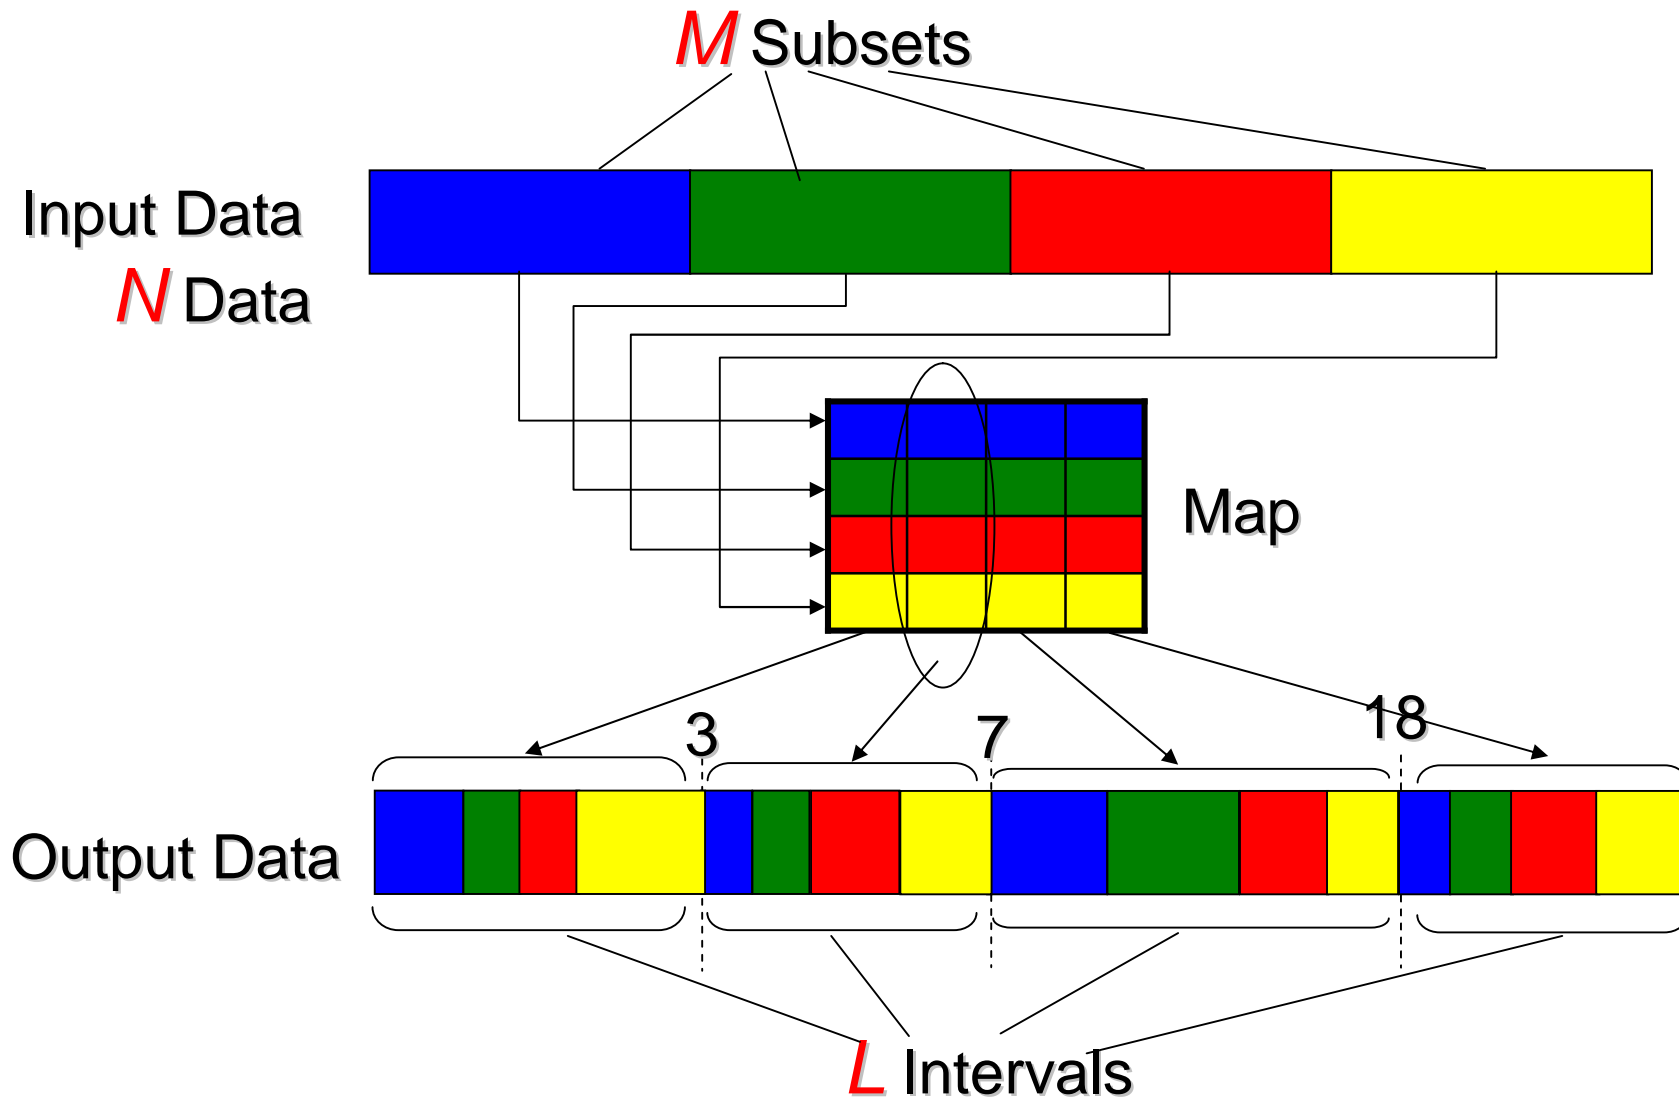 M Subsets
Input Data
N Data
Map
3 7 18
Output Data
L Intervals